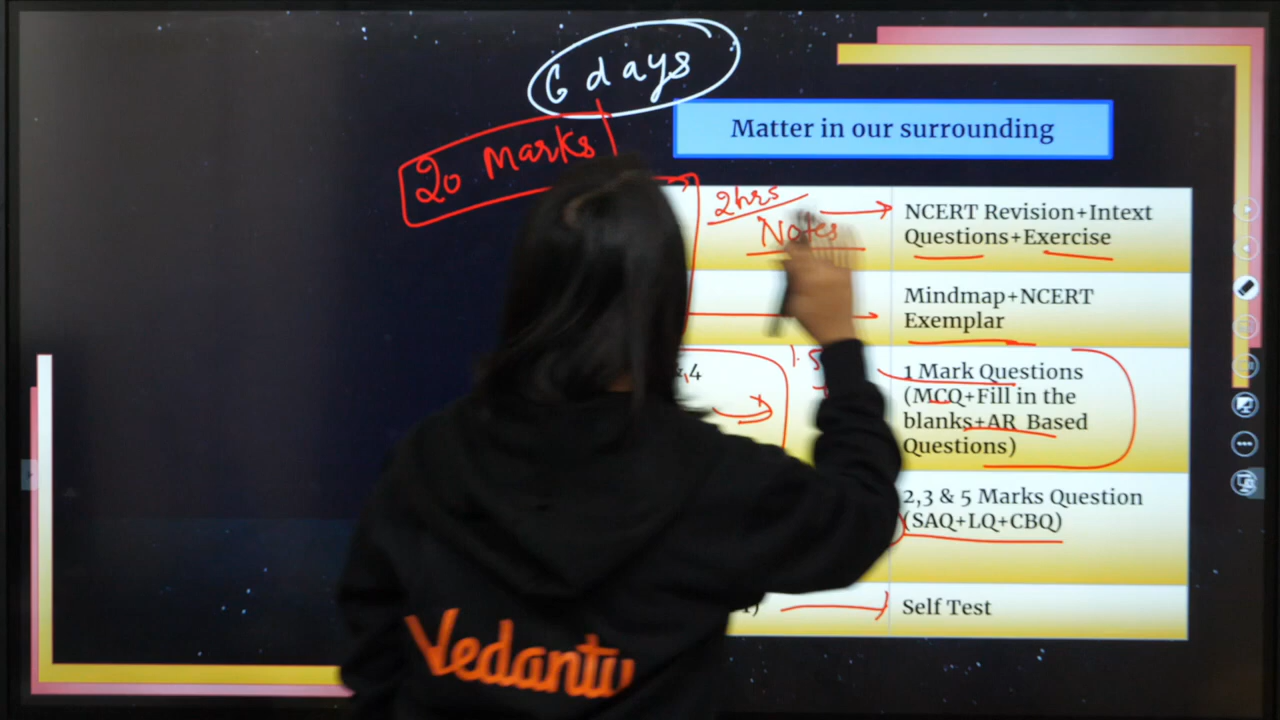 6 days
20 Marks
Matter in our surrounding
2hrs
Notes
NCERT Revision+Intext
Questions+Exercise
Mindmap+NCERT
Exemplar
1 Mark Questions
(MCQ+Fill in the
blanks+AR Based
Questions)
2,3 & 5 Marks Question
(SAQ+LQ+CBQ)
Self Test
Vedantu